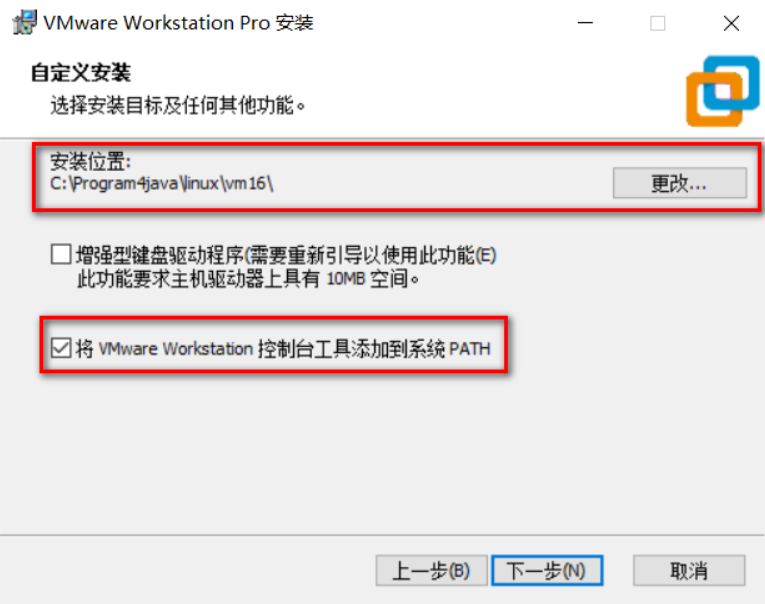 VMware Workstation Pro 安装
自定义安装
选择安装目标及任何其他功能。
安装位置:
C:\Program4java\linux\vm16\
更改...
增强型键盘驱动程序(需要重新引导以使用此功能(E)
此功能要求主机驱动器上具有 10MB 空间。
将 VMware Workstation 控制台工具添加到系统 PATH
上一步(B) 下一步(N) 取消